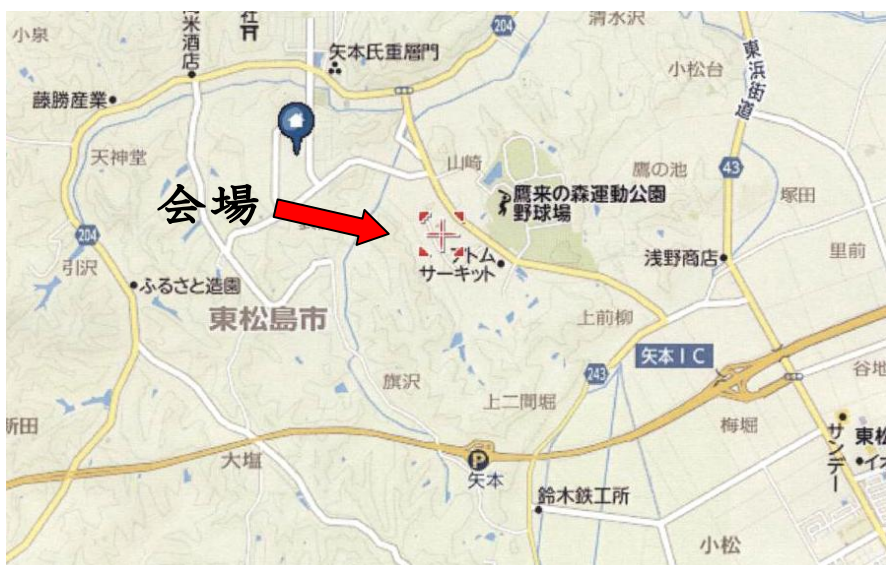 小泉
米酒店
社
204
清水沢
矢本氏重層門
小松台
東浜街道
藤勝産業
天神堂
山崎
鷹の池
43
塚田
鷹来の森運動公園
野球場
会場
204
引沢
ふるさと造園
アトム
サーキット
浅野商店
里前
東松島市
上前柳
矢本IC
243
旗沢
谷地
上二間堀
新田
梅堀
サンデー
東松
大塩
P
矢本
イオ
鈴木鉄工所
小松